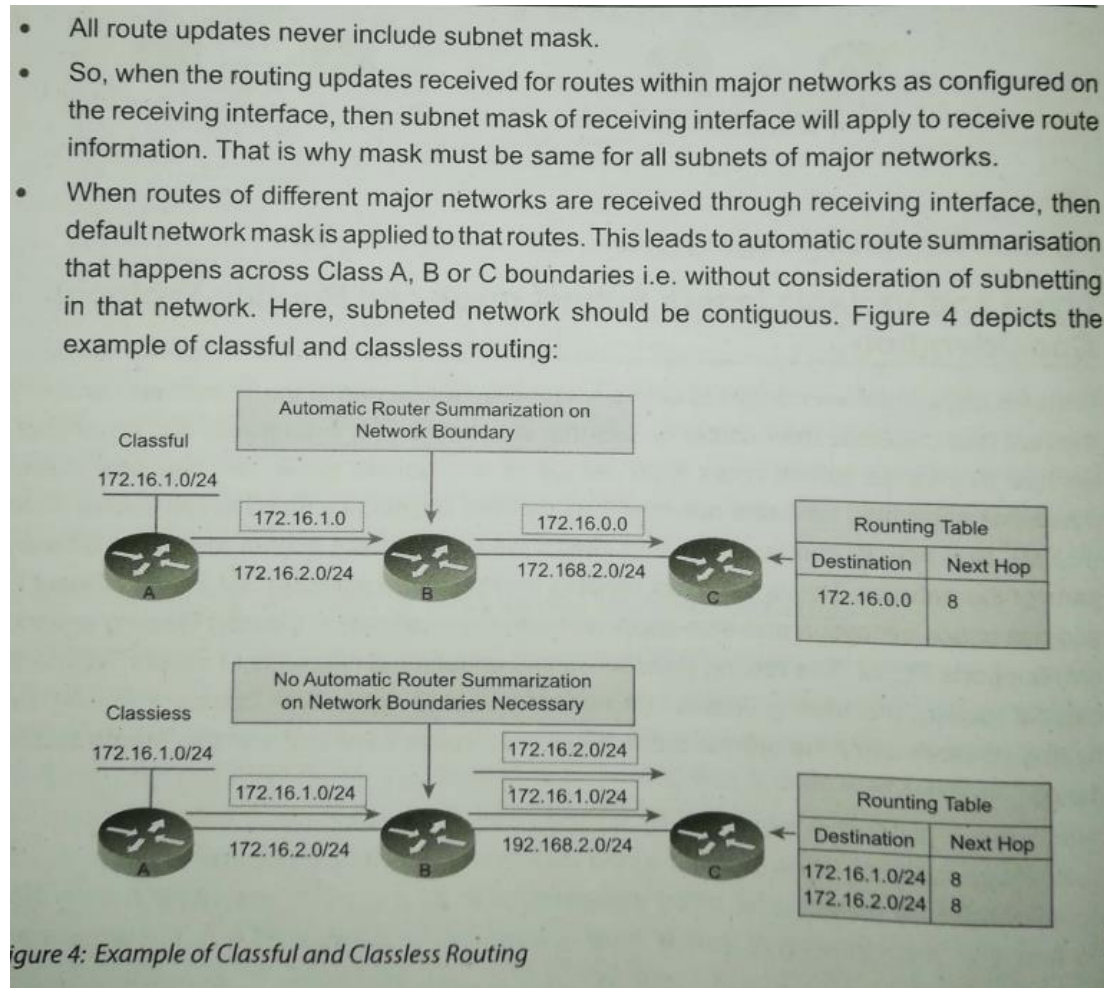 • All route updates never include subnet mask.
• So, when the routing updates received for routes within major networks as configured on
the receiving interface, then subnet mask of receiving interface will apply to receive route
information. That is why mask must be same for all subnets of major networks.
• When routes of different major networks are received through receiving interface, then
default network mask is applied to that routes. This leads to automatic route summarisation
that happens across Class A, B or C boundaries i.e. without consideration of subnetting
in that network. Here, subneted network should be contiguous. Figure 4 depicts the
example of classful and classless routing:
Automatic Router Summarization on
Network Boundary
Classful
172.16.1.0/24
172.16.1.0
172.16.0.0
172.16.2.0/24
172.168.2.0/24
A
B
C
Rounting Table
Destination Next Hop
172.16.0.0 8
No Automatic Router Summarization
on Network Boundaries Necessary
Classiess
172.16.1.0/24
172.16.2.0/24
172.16.1.0/24
172.16.1.0/24
172.16.2.0/24
192.168.2.0/24
A
B
C
Rounting Table
Destination Next Hop
172.16.1.0/24 8
172.16.2.0/24 8
igure 4: Example of Classful and Classless Routing